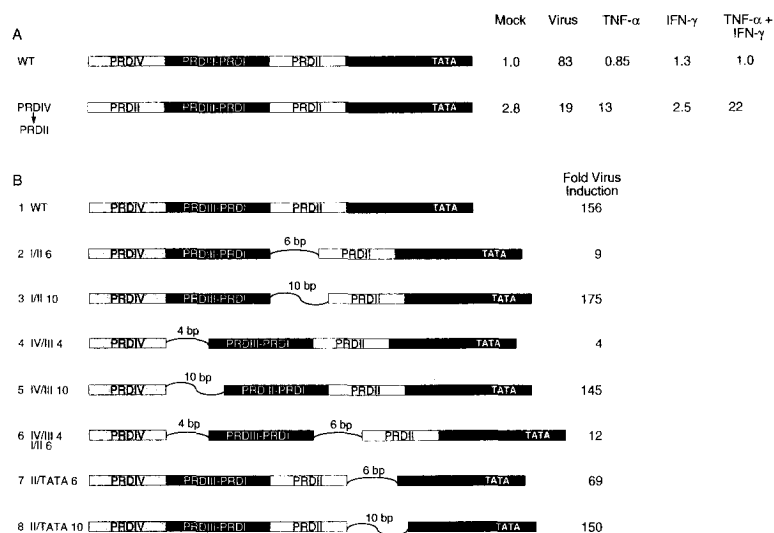 Mock Virus TNF-α IFN-γ TNF-α + IFN-γ
A
WT PRDIV PRDIII-PRDI PRDII TATA 1.0 83 0.85 1.3 1.0
PRDIV PRDII PRDII PRDIII-PRDI PRDII TATA 2.8 19 13 2.5 22
B
Fold Virus Induction
1 WT PRDIV PRDIII-PRDI PRDII TATA 156
6 bp
2 I/II 6 PRDIV PRDIII-PRDI PRDII TATA 9
10 bp
3 I/II 10 PRDIV PRDIII-PRDI PRDII TATA 175
4 bp
4 IV/III 4 PRDIV PRDIII-PRDI PRDII TATA 4
10 bp
5 IV/III 10 PRDIV PRDIII-PRDI PRDII TATA 145
4 bp 6 bp
6 IV/III 4 I/II 6 PRDIV PRDIII-PRDI PRDII TATA 12
6 bp
7 II/TATA 6 PRDIV PRDIII-PRDI PRDII TATA 69
10 bp
8 II/TATA 10 PRDIV PRDIII-PRDI PRDII TATA 150